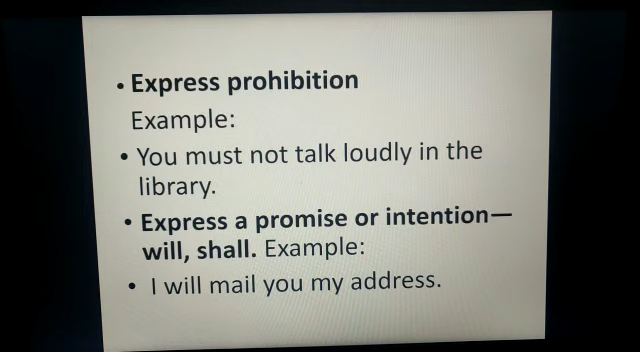 • Express prohibition
Example:
• You must not talk loudly in the
library.
• Express a promise or intention—
will, shall. Example:
• I will mail you my address.